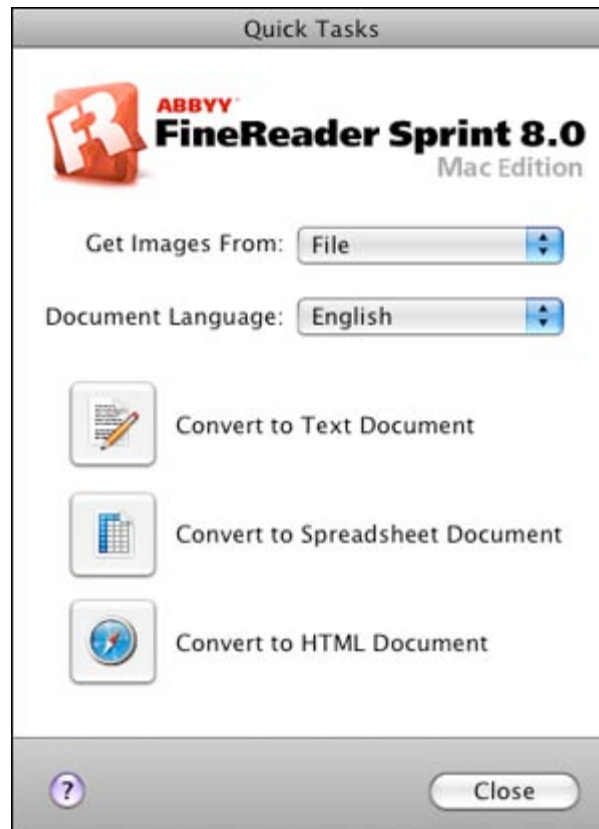 Quick Tasks
ABBYY
FineReader Sprint 8.0
Mac Edition
Get Images From: File
Document Language: English
Convert to Text Document
Convert to Spreadsheet Document
Convert to HTML Document
? Close